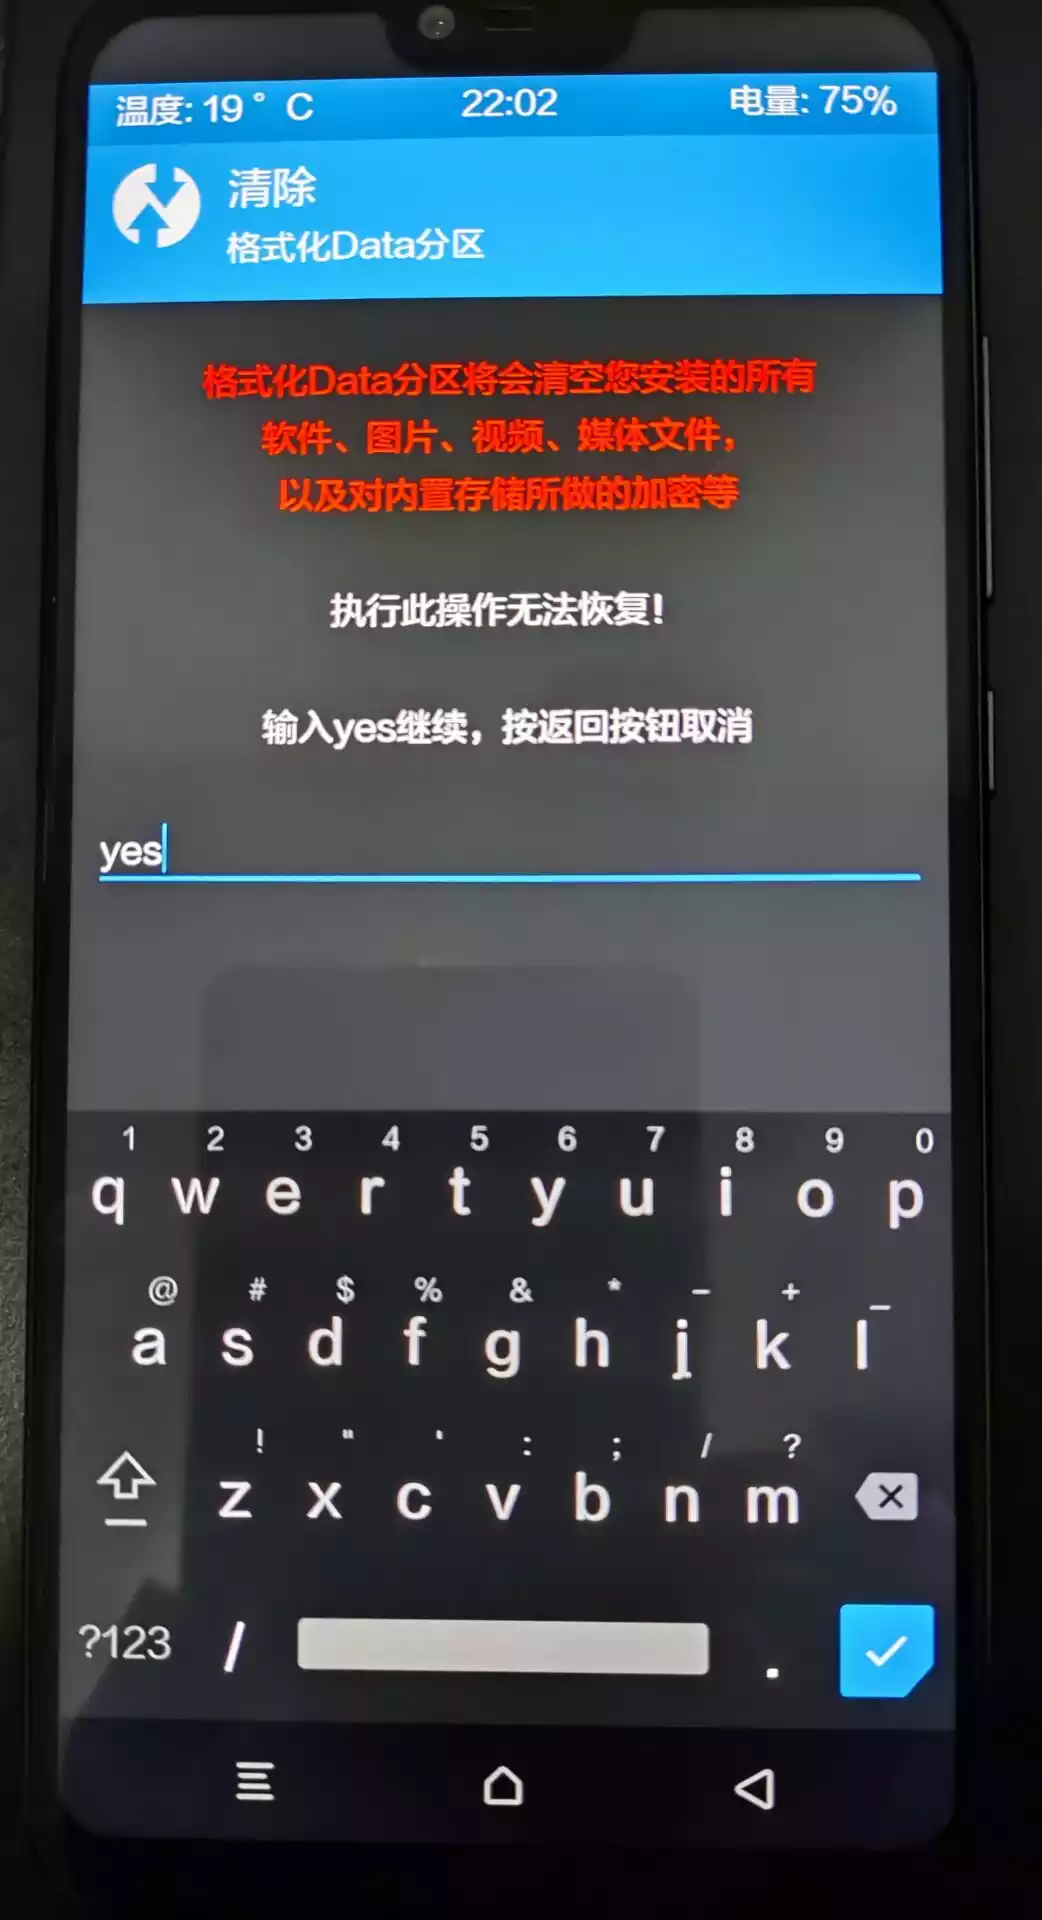 温度: 19 ° C 22:02 电量: 75%
清除
格式化Data分区
格式化Data分区将会清空您安装的所有
软件、图片、视频、媒体文件，
以及对内置存储所做的加密等
执行此操作无法恢复!
输入yes继续，按返回按钮取消
yes
1 2 3 4 5 6 7 8 9 0
q w e r t y u i o p
@ # $ % & * - + _
a s d f g h j k l
! " ' : ; / ?
z x c v b n m
?123 / .